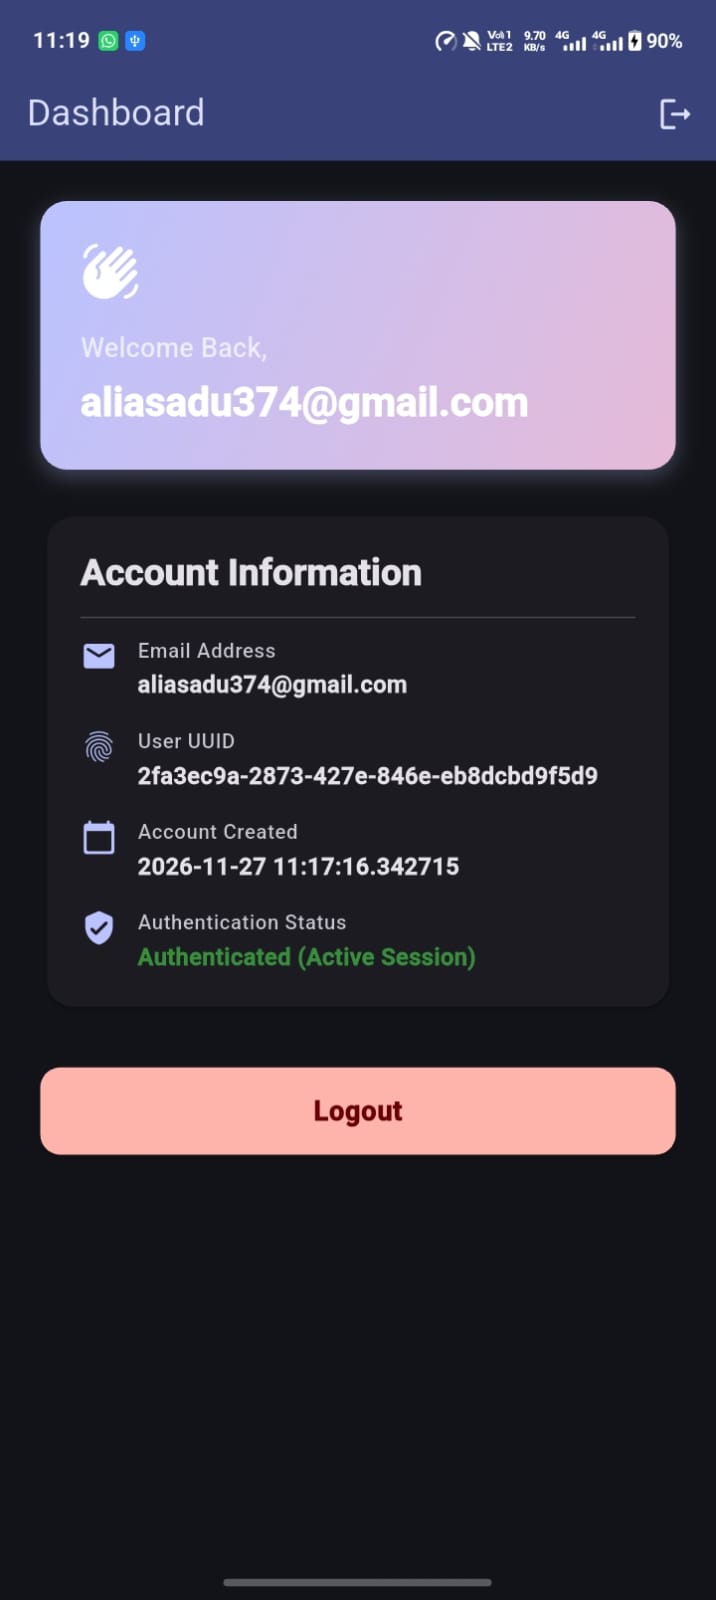 11:19
Vol) 1
LTE2
9.70
KB/s
4G
4G
90%
Dashboard
Welcome Back,
aliasadu374@gmail.com
Account Information
Email Address
aliasadu374@gmail.com
User UUID
2fa3ec9a-2873-427e-846e-eb8dcbd9f5d9
Account Created
2026-11-27 11:17:16.342715
Authentication Status
Authenticated (Active Session)
Logout